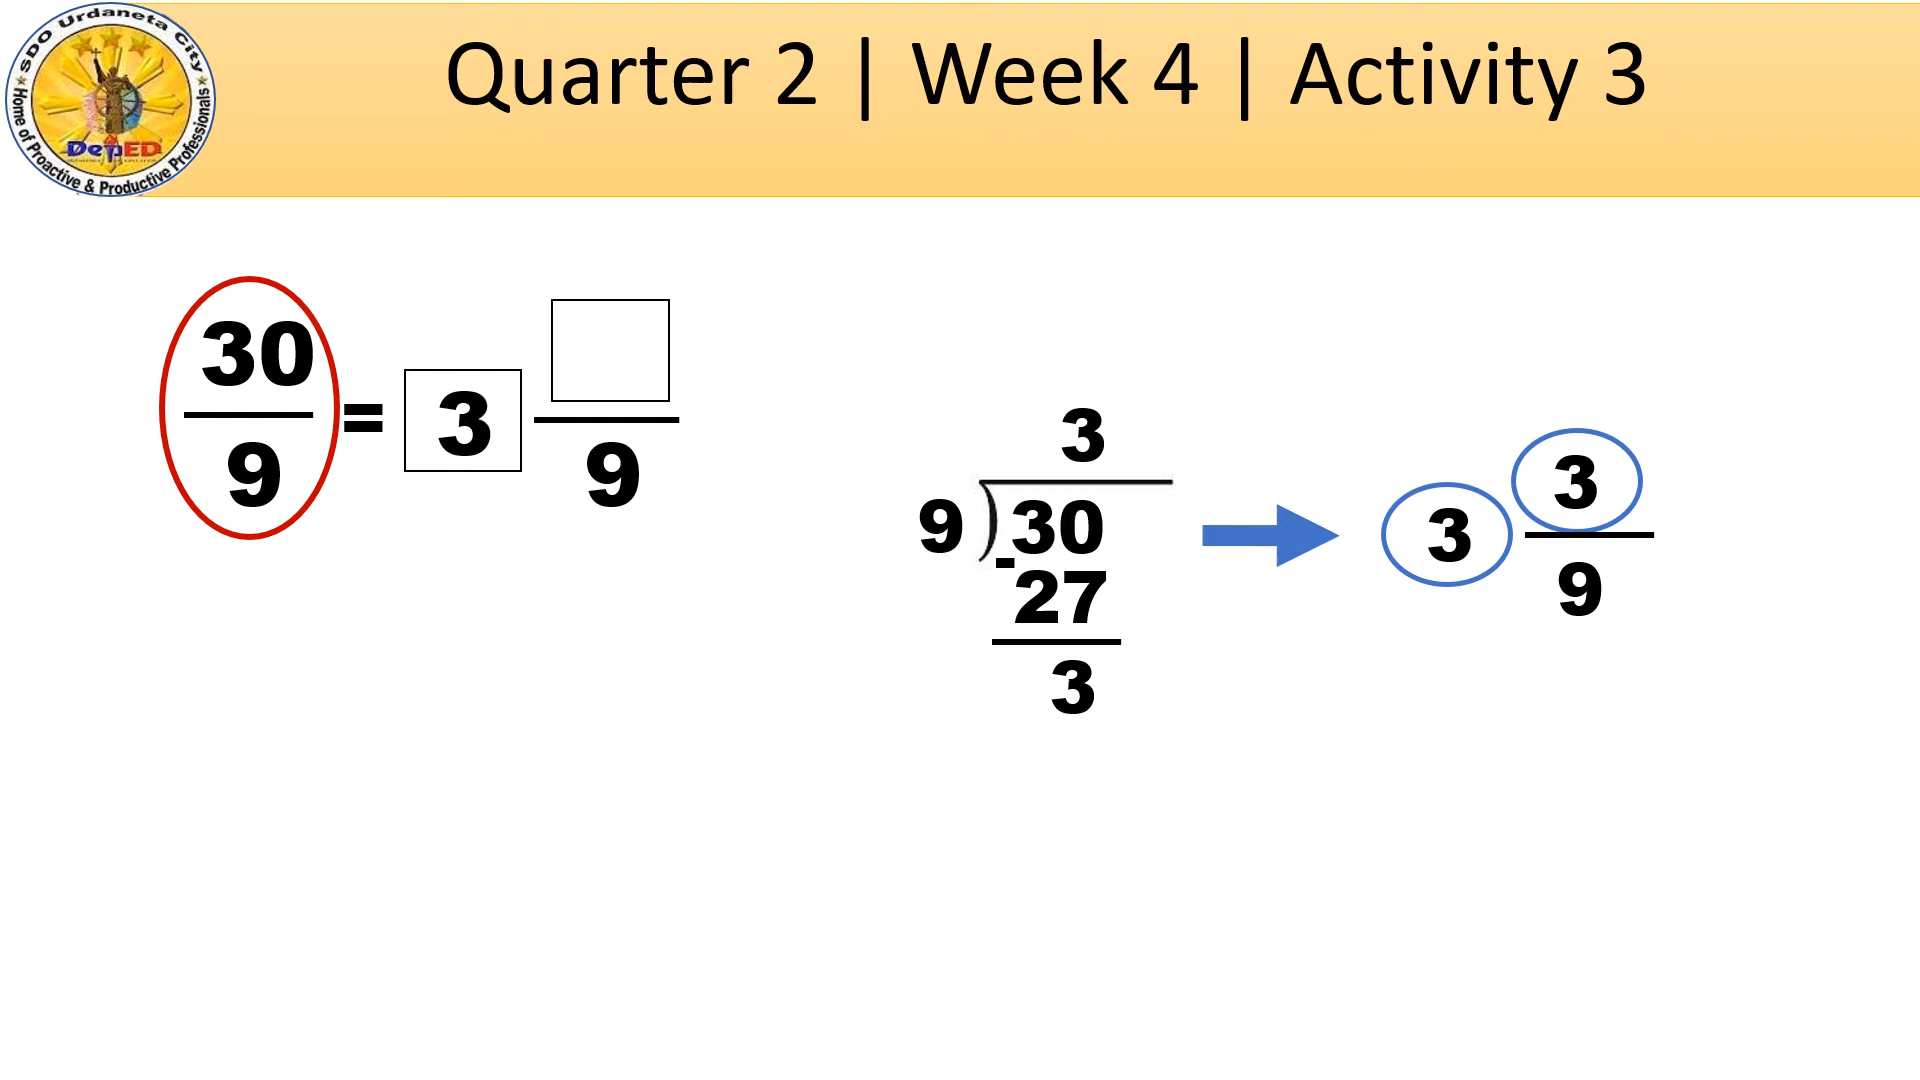 SDO Urdaneta City
Home of Proactive & Productive Professionals
DepED
Quarter 2 | Week 4 | Activity 3
30
9
=
3
9
3
9 30
- 27
3
3 3
9